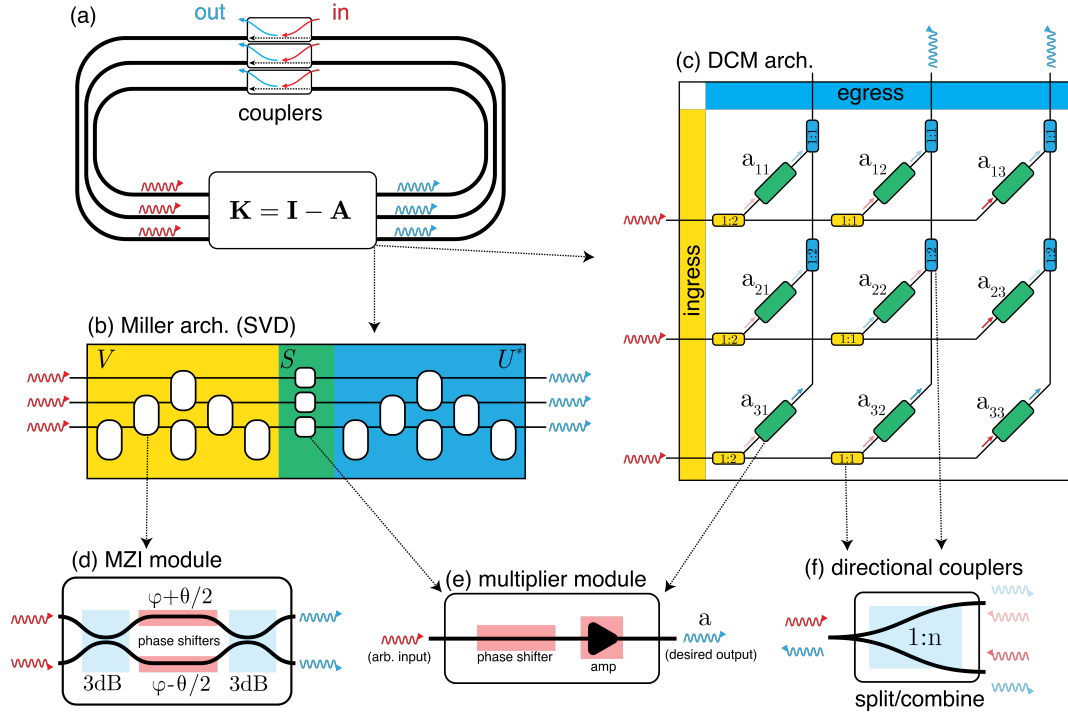 (a)
out in
couplers
K = I − A
(b) Miller arch. (SVD)
V S U*
(c) DCM arch.
egress
ingress
1:1 1:1 1:1
a11 a12 a13
1:2 1:1
1:2 1:2 1:2
a21 a22 a23
1:2 1:1
a31 a32 a33
1:2 1:1
(d) MZI module
φ+θ/2
phase shifters
3dB 3dB
φ-θ/2
(e) multiplier module
a
(arb. input) phase shifter amp (desired output)
(f) directional couplers
1:n
split/combine